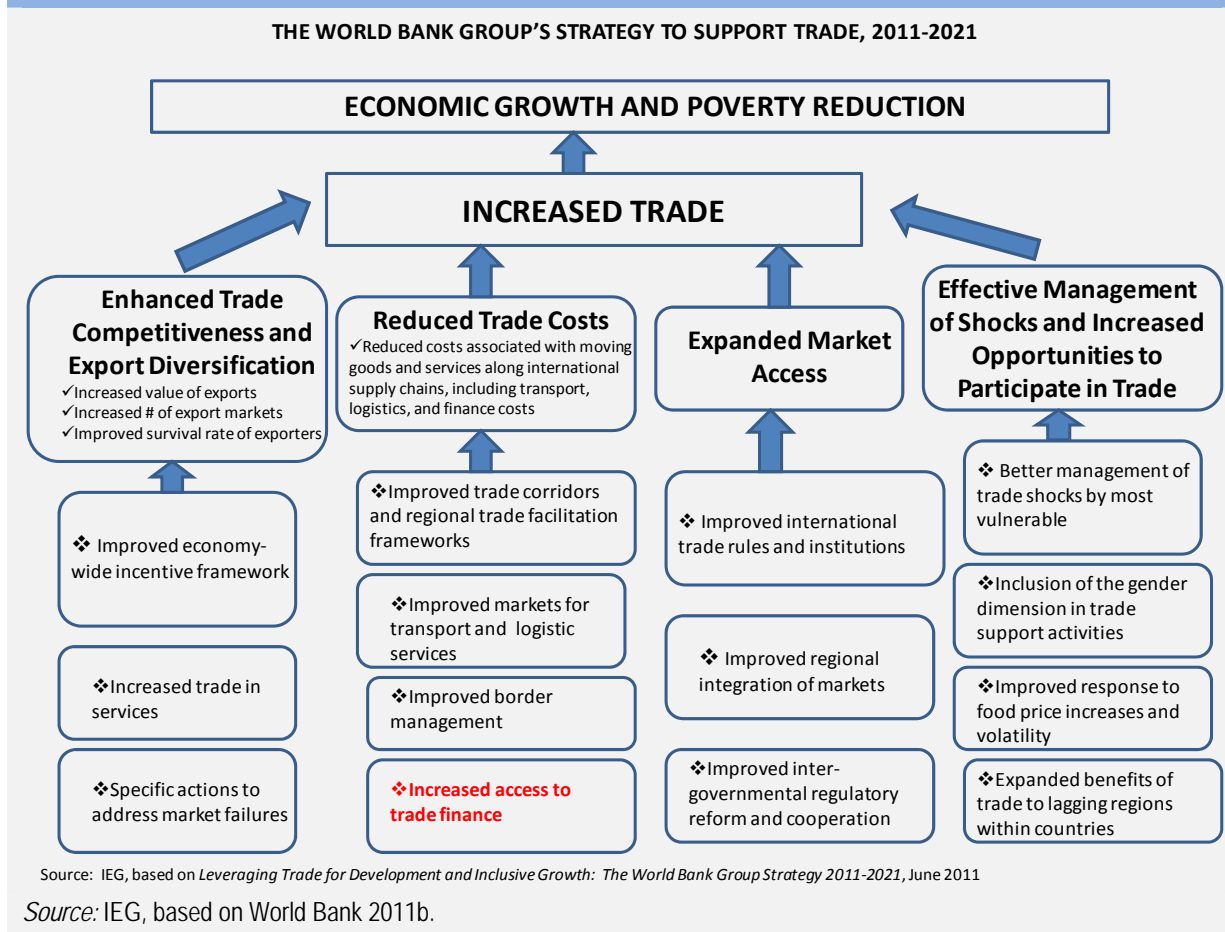 THE WORLD BANK GROUP’S STRATEGY TO SUPPORT TRADE, 2011-2021
ECONOMIC GROWTH AND POVERTY REDUCTION
INCREASED TRADE
Enhanced Trade
Competitiveness and
Export Diversification
✓Increased value of exports
✓Increased # of export markets
✓Improved survival rate of exporters
❖ Improved economy-
wide incentive framework
❖Increased trade in
services
❖Specific actions to
address market failures
Reduced Trade Costs
✓Reduced costs associated with moving
goods and services along international
supply chains, including transport,
logistics, and finance costs
❖Improved trade corridors
and regional trade facilitation
frameworks
❖Improved markets for
transport and logistic
services
❖Improved border
management
❖Increased access to
trade finance
Expanded Market
Access
❖ Improved international
trade rules and institutions
❖ Improved regional
integration of markets
❖Improved inter-
governmental regulatory
reform and cooperation
Effective Management
of Shocks and Increased
Opportunities to
Participate in Trade
❖ Better management of
trade shocks by most
vulnerable
❖Inclusion of the gender
dimension in trade
support activities
❖Improved response to
food price increases and
volatility
❖Expanded benefits of
trade to lagging regions
within countries
Source: IEG, based on Leveraging Trade for Development and Inclusive Growth: The World Bank Group Strategy 2011-2021, June 2011
Source: IEG, based on World Bank 2011b.